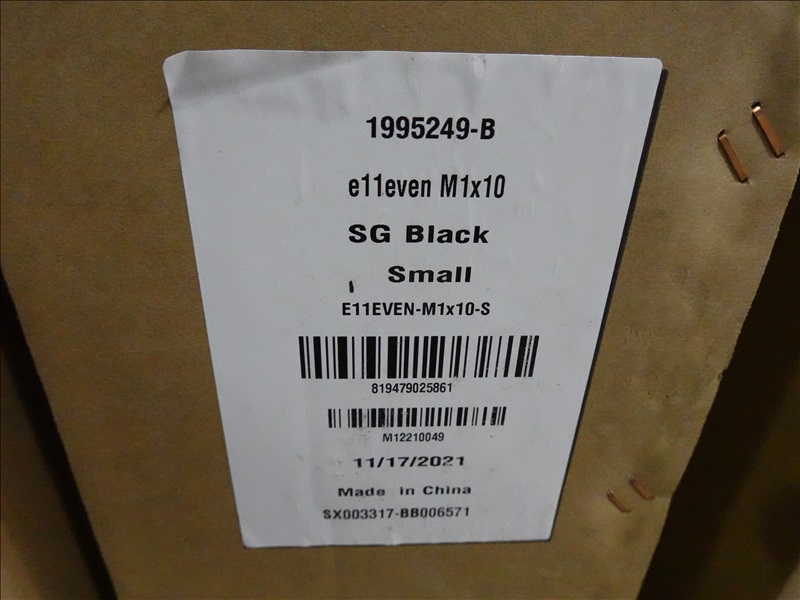 1995249-B
e11even M1x10
SG Black
Small
E11EVEN-M1x10-S
819479025861
M12210049
11/17/2021
Made in China
SX003317-BB006571